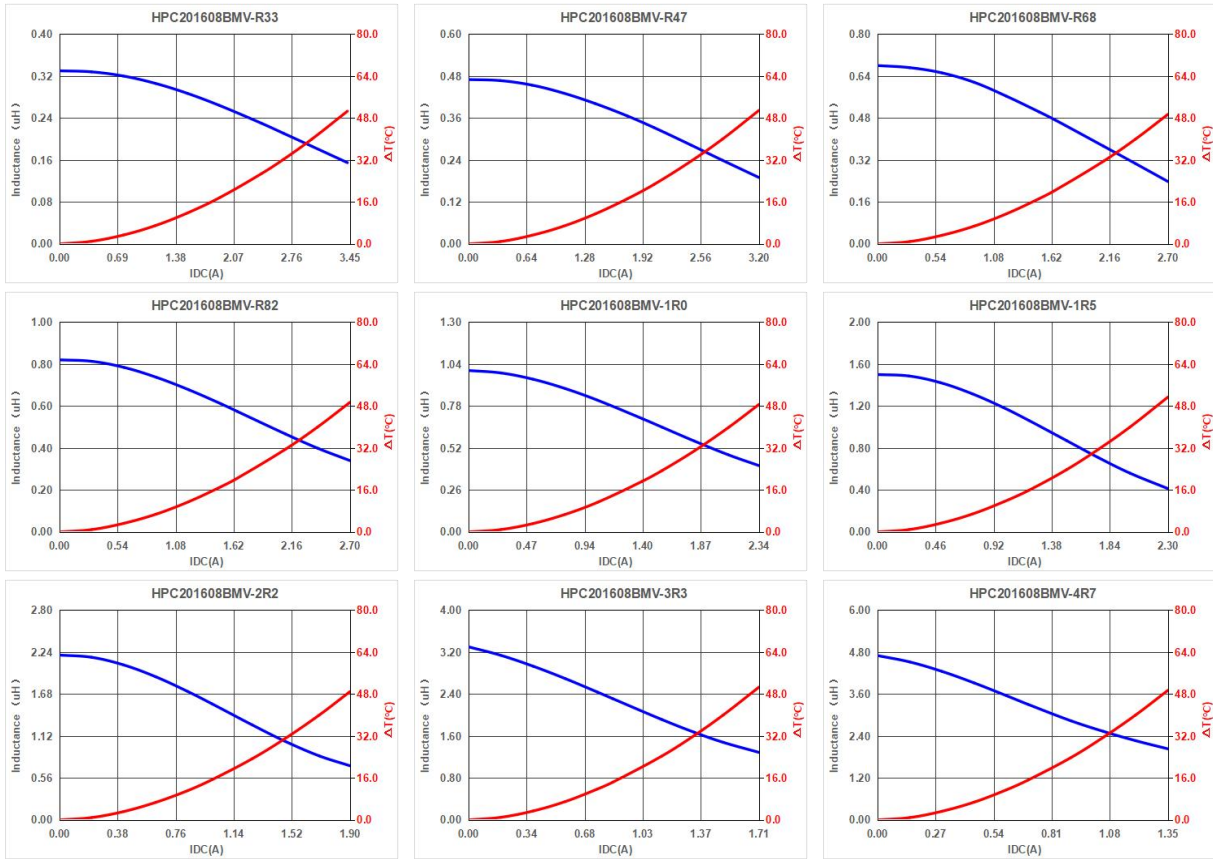 HPC201608BMV-R33
Inductance (uH)
0.40
0.32
0.24
0.16
0.08
0.00
80.0
64.0
48.0
32.0
16.0
0.0
ΔT(℃)
0.00 0.69 1.38 2.07 2.76 3.45
IDC(A)
HPC201608BMV-R47
Inductance (uH)
0.60
0.48
0.36
0.24
0.12
0.00
80.0
64.0
48.0
32.0
16.0
0.0
ΔT(℃)
0.00 0.64 1.28 1.92 2.56 3.20
IDC(A)
HPC201608BMV-R68
Inductance (uH)
0.80
0.64
0.48
0.32
0.16
0.00
80.0
64.0
48.0
32.0
16.0
0.0
ΔT(℃)
0.00 0.54 1.08 1.62 2.16 2.70
IDC(A)
HPC201608BMV-R82
Inductance (uH)
1.00
0.80
0.60
0.40
0.20
0.00
80.0
64.0
48.0
32.0
16.0
0.0
ΔT(℃)
0.00 0.54 1.08 1.62 2.16 2.70
IDC(A)
HPC201608BMV-1R0
Inductance (uH)
1.30
1.04
0.78
0.52
0.26
0.00
80.0
64.0
48.0
32.0
16.0
0.0
ΔT(℃)
0.00 0.47 0.94 1.40 1.87 2.34
IDC(A)
HPC201608BMV-1R5
Inductance (uH)
2.00
1.60
1.20
0.80
0.40
0.00
80.0
64.0
48.0
32.0
16.0
0.0
ΔT(℃)
0.00 0.46 0.92 1.38 1.84 2.30
IDC(A)
HPC201608BMV-2R2
Inductance (uH)
2.80
2.24
1.68
1.12
0.56
0.00
80.0
64.0
48.0
32.0
16.0
0.0
ΔT(℃)
0.00 0.38 0.76 1.14 1.52 1.90
IDC(A)
HPC201608BMV-3R3
Inductance (uH)
4.00
3.20
2.40
1.60
0.80
0.00
80.0
64.0
48.0
32.0
16.0
0.0
ΔT(℃)
0.00 0.34 0.68 1.03 1.37 1.71
IDC(A)
HPC201608BMV-4R7
Inductance (uH)
6.00
4.80
3.60
2.40
1.20
0.00
80.0
64.0
48.0
32.0
16.0
0.0
ΔT(℃)
0.00 0.27 0.54 0.81 1.08 1.35
IDC(A)